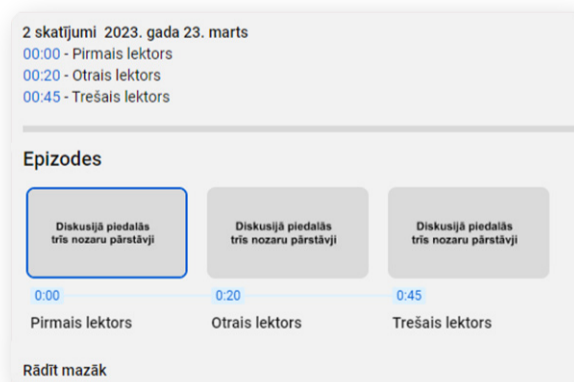 2 skatījumi 2023. gada 23. marts
00:00 - Pirmais lektors
00:20 - Otrais lektors
00:45 - Trešais lektors
Epizodes
Diskusijā piedalās
trīs nozaru pārstāvji
Diskusijā piedalās
trīs nozaru pārstāvji
Diskusijā piedalās
trīs nozaru pārstāvji
0:00
0:20
0:45
Pirmais lektors
Otrais lektors
Trešais lektors
Rādīt mazāk